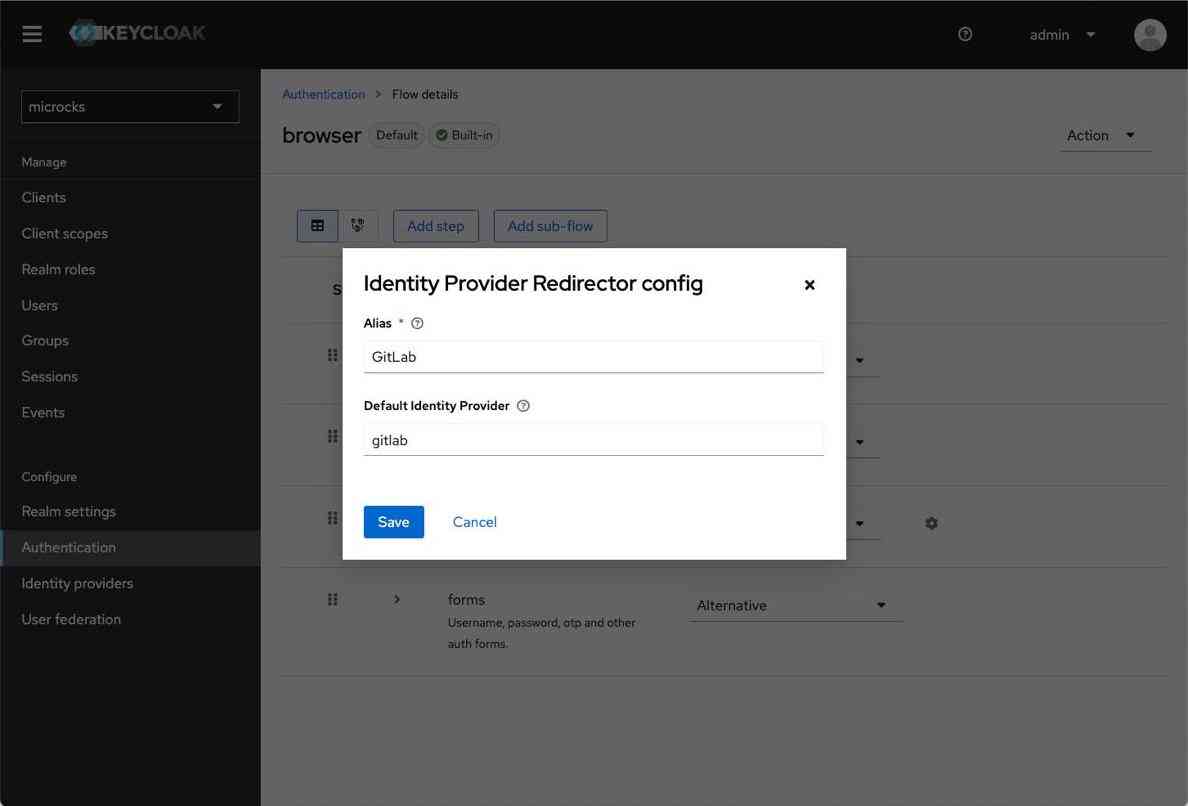 KEYCLOAK
admin
microcks
Manage
Clients
Client scopes
Realm roles
Users
Groups
Sessions
Events
Configure
Realm settings
Authentication
Identity providers
User federation
Authentication > Flow details
browser Default Built-in
Action
Add step Add sub-flow
Identity Provider Redirector config
Alias *
GitLab
Default Identity Provider
gitlab
Save Cancel
forms
Username, password, otp and other
auth forms.
Alternative